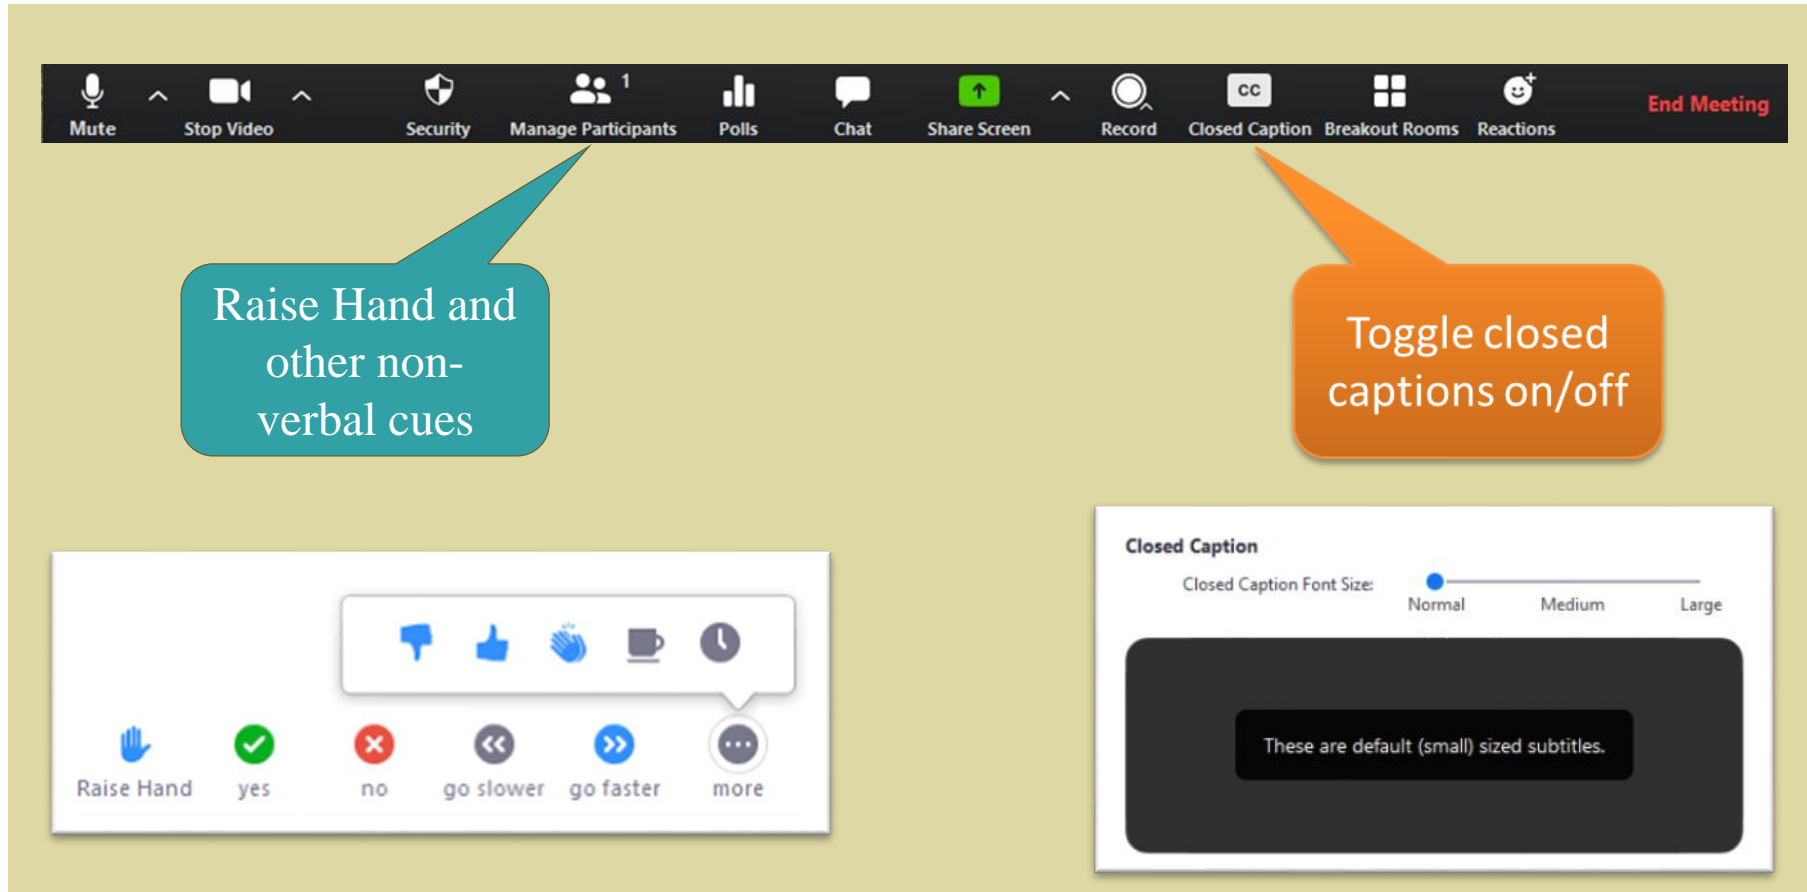 1
CC
Mute Stop Video Security Manage Participants Polls Chat Share Screen Record Closed Caption Breakout Rooms Reactions End Meeting
Raise Hand and
other non-
verbal cues
Toggle closed
captions on/off
Raise Hand yes no go slower go faster more
Closed Caption
Closed Caption Font Size:
Normal Medium Large
These are default (small) sized subtitles.